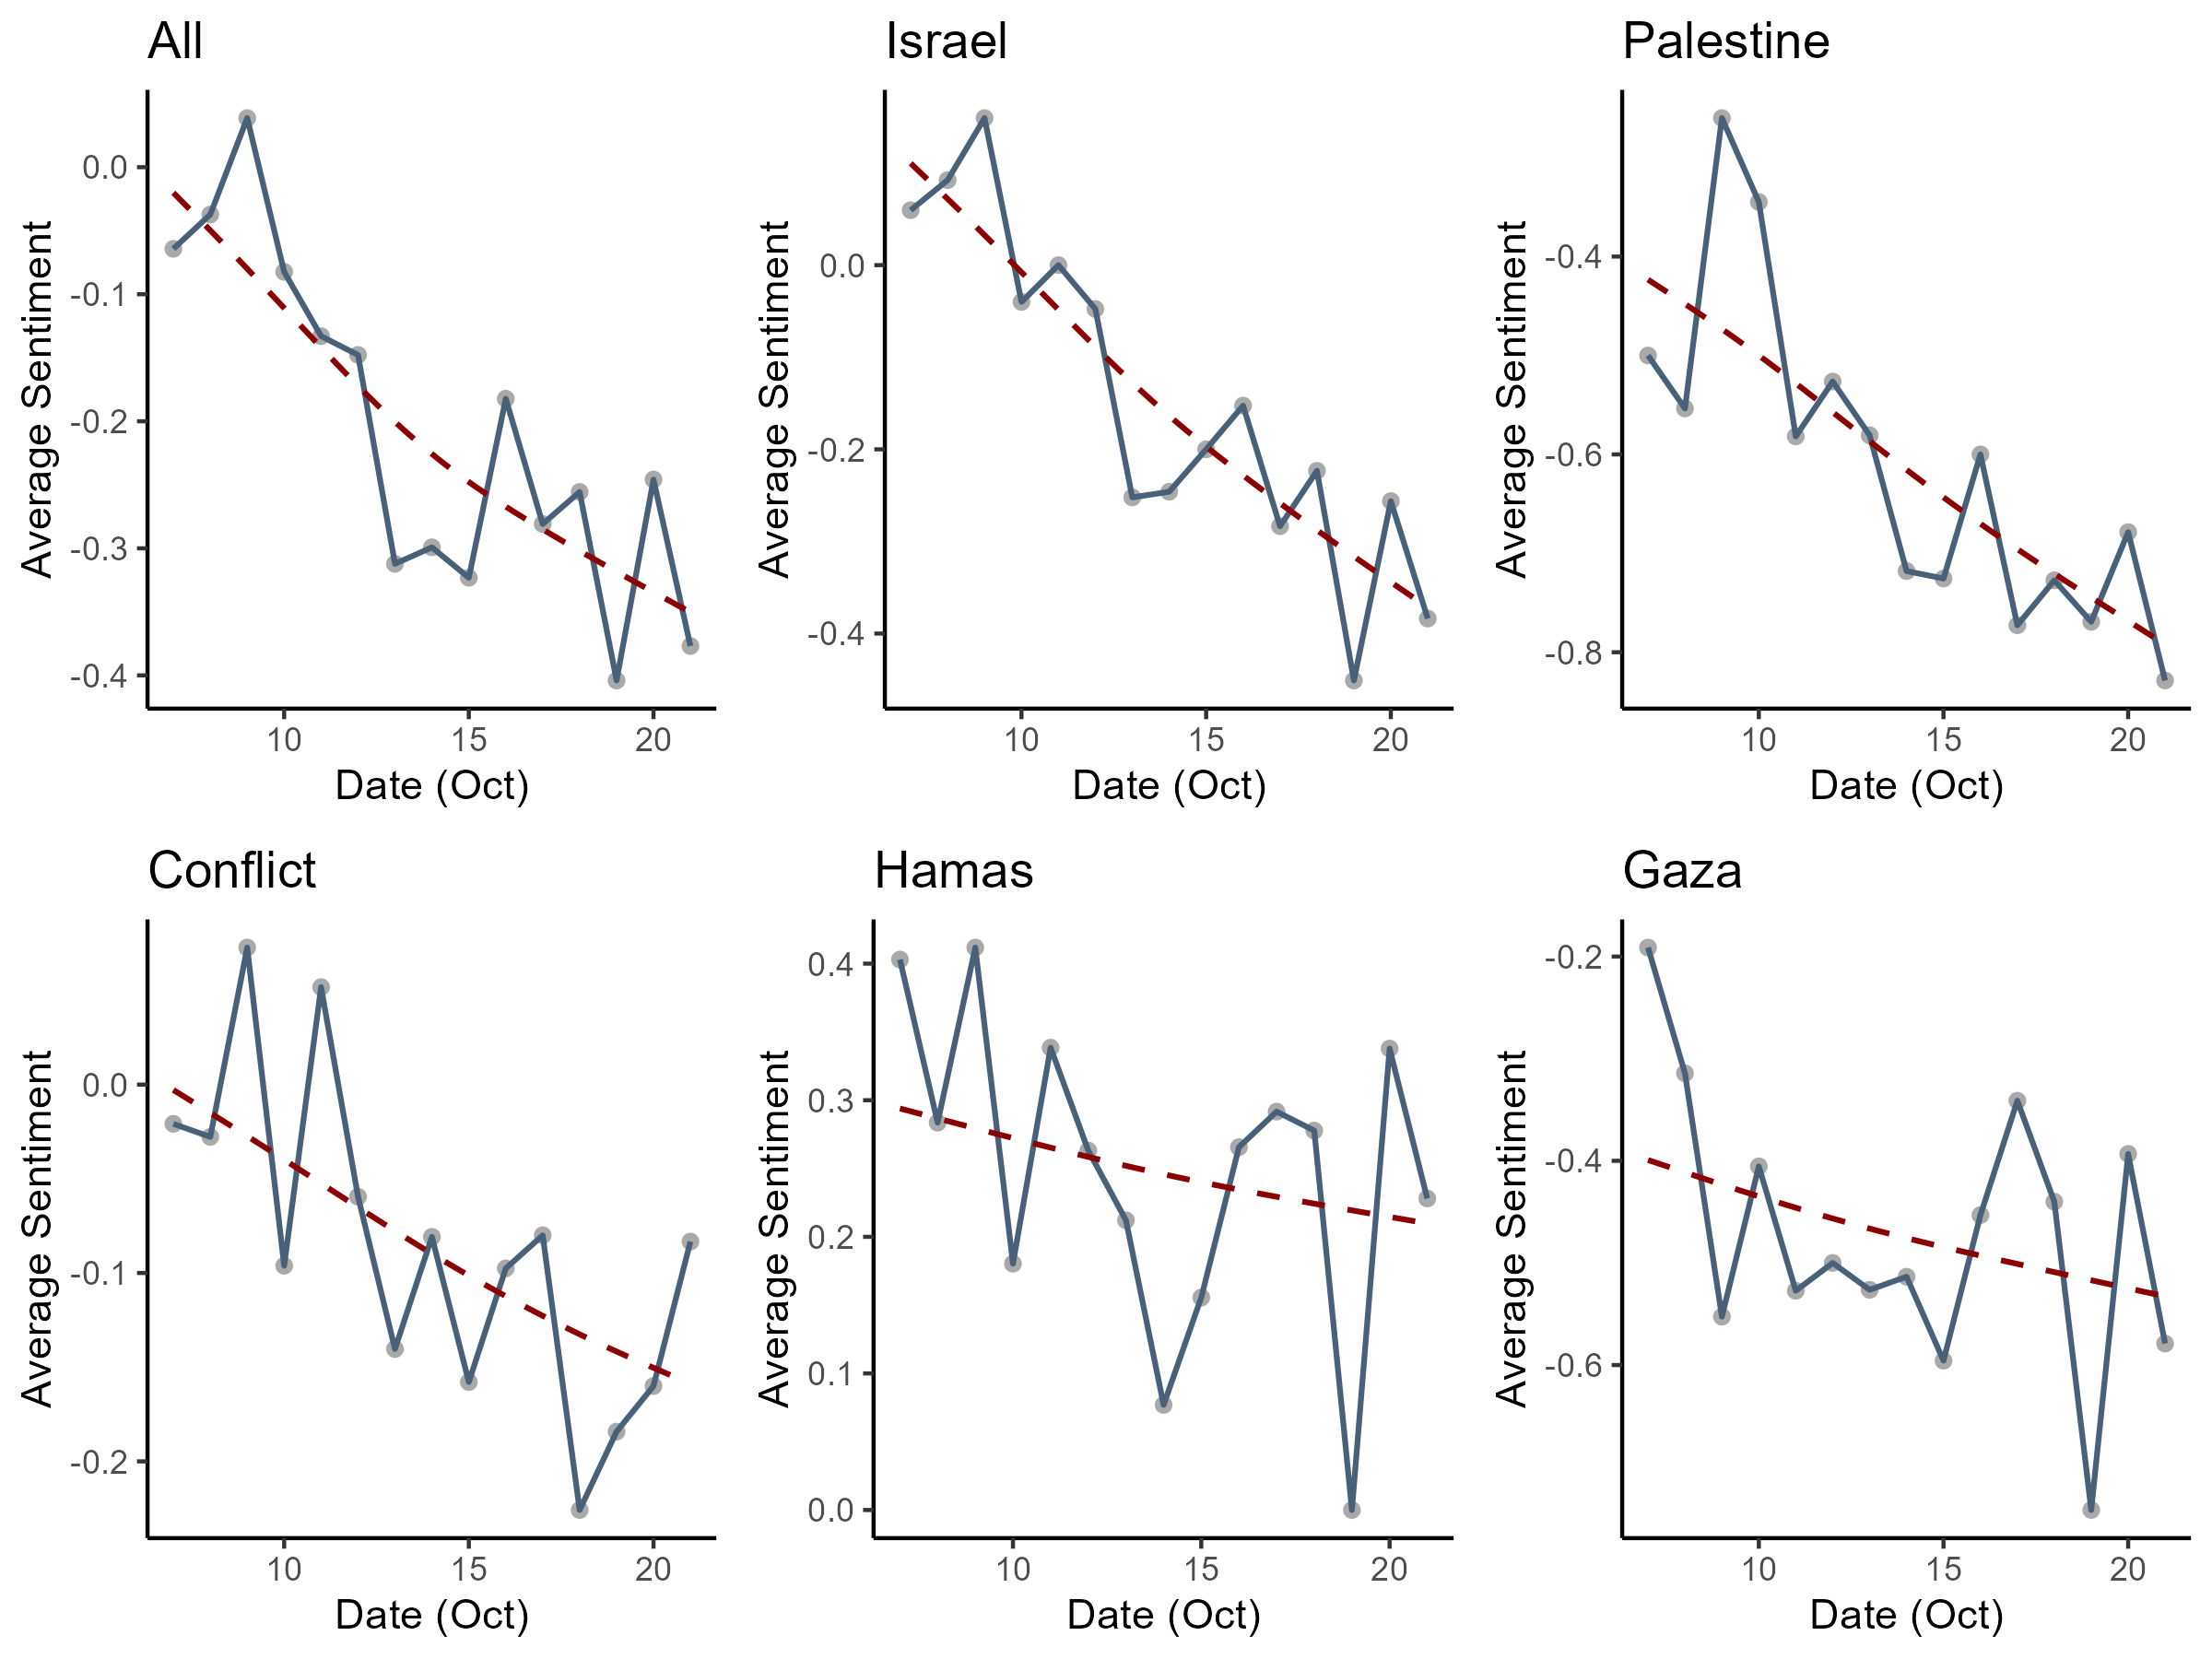 All
Average Sentiment
0.0
-0.1
-0.2
-0.3
-0.4
10 15 20
Date (Oct)
Israel
Average Sentiment
0.0
-0.2
-0.4
10 15 20
Date (Oct)
Palestine
Average Sentiment
-0.4
-0.6
-0.8
10 15 20
Date (Oct)
Conflict
Average Sentiment
0.0
-0.1
-0.2
10 15 20
Date (Oct)
Hamas
Average Sentiment
0.4
0.3
0.2
0.1
0.0
10 15 20
Date (Oct)
Gaza
Average Sentiment
-0.2
-0.4
-0.6
10 15 20
Date (Oct)